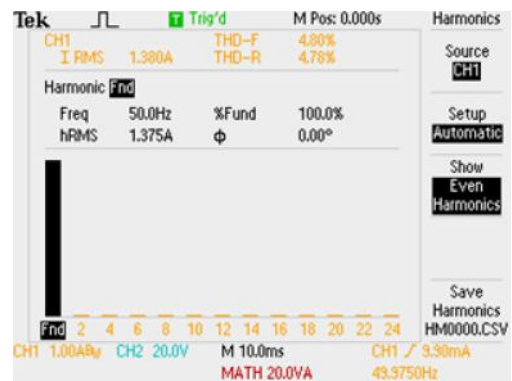 Tek T Trig'd M Pos: 0.000s Harmonics
CH1 THD-F 4.80%
I RMS 1.380A THD-R 4.78%
Source
CH1
Harmonic Fnd
Freq 50.0Hz %Fund 100.0%
hRMS 1.375A ϕ 0.00°
Setup
Automatic
Show
Even
Harmonics
Save
Harmonics
HM0000.CSV
Fnd 2 4 6 8 10 12 14 16 18 20 22 24
CH1 1.00ABW CH2 20.0V M 10.0ms CH1 9.90mA
MATH 20.0VA 49.9750Hz